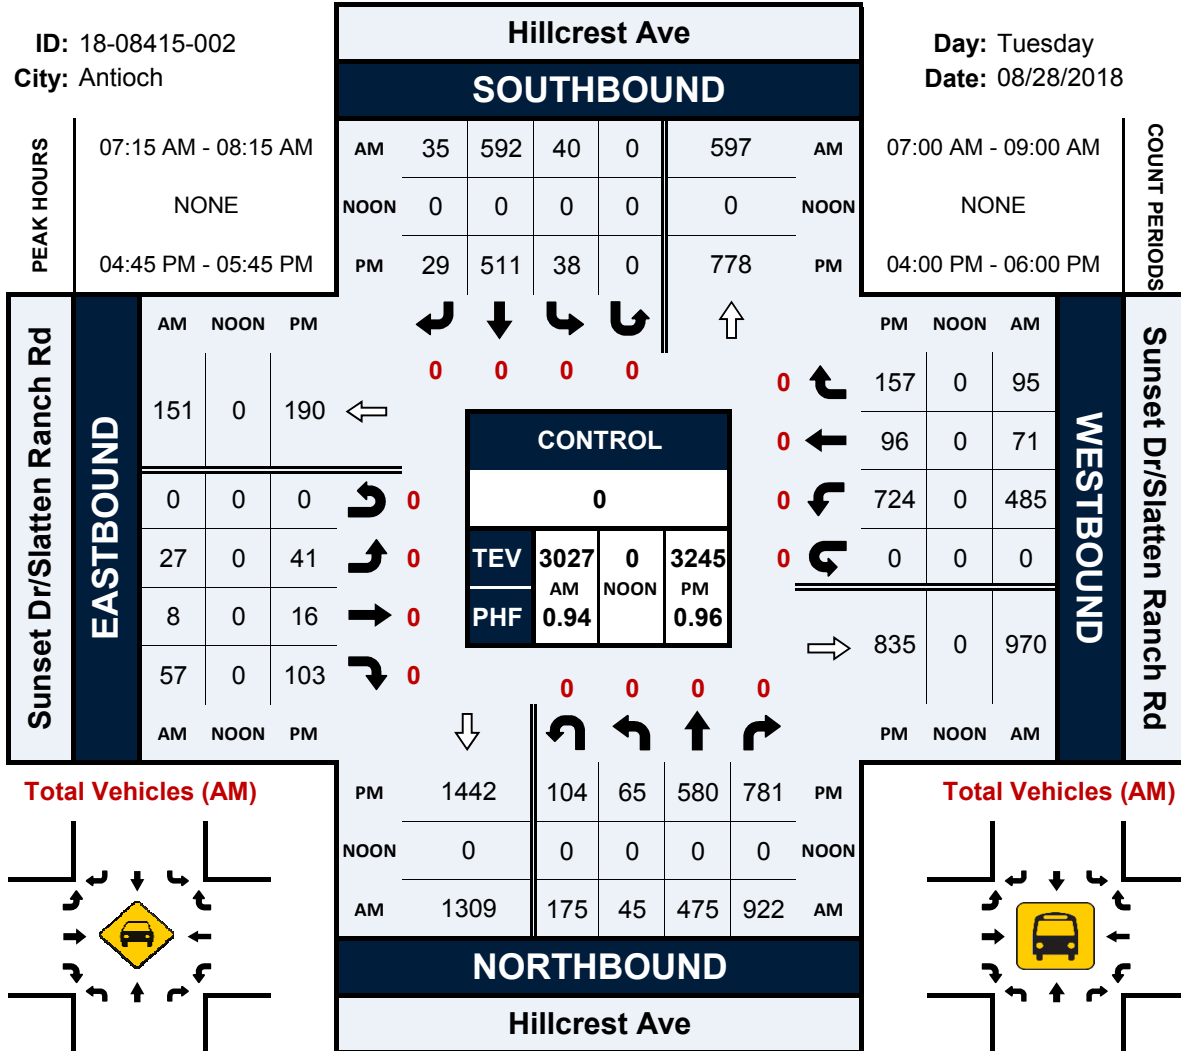 ID: 18-08415-002
City: Antioch
Hillcrest Ave
SOUTHBOUND
Day: Tuesday
Date: 08/28/2018
PEAK HOURS
07:15 AM - 08:15 AM
NONE
04:45 PM - 05:45 PM
AM 35 592 40 0 597 AM
NOON 0 0 0 0 0 NOON
PM 29 511 38 0 778 PM
07:00 AM - 09:00 AM
NONE
04:00 PM - 06:00 PM
COUNT PERIODS
0 0 0 0
Sunset Dr/Slatten Ranch Rd
EASTBOUND
AM NOON PM
151 0 190
0 0 0 0
27 0 41 0
8 0 16 0
57 0 103 0
AM NOON PM
CONTROL
0
TEV 3027 0 3245
AM NOON PM
PHF 0.94 0.96
PM NOON AM
0 157 0 95
0 96 0 71
0 724 0 485
0 0 0 0
835 0 970
PM NOON AM
WESTBOUND
Sunset Dr/Slatten Ranch Rd
0 0 0 0
PM 1442 104 65 580 781 PM
NOON 0 0 0 0 0 NOON
AM 1309 175 45 475 922 AM
NORTHBOUND
Hillcrest Ave
Total Vehicles (AM)
Total Vehicles (AM)